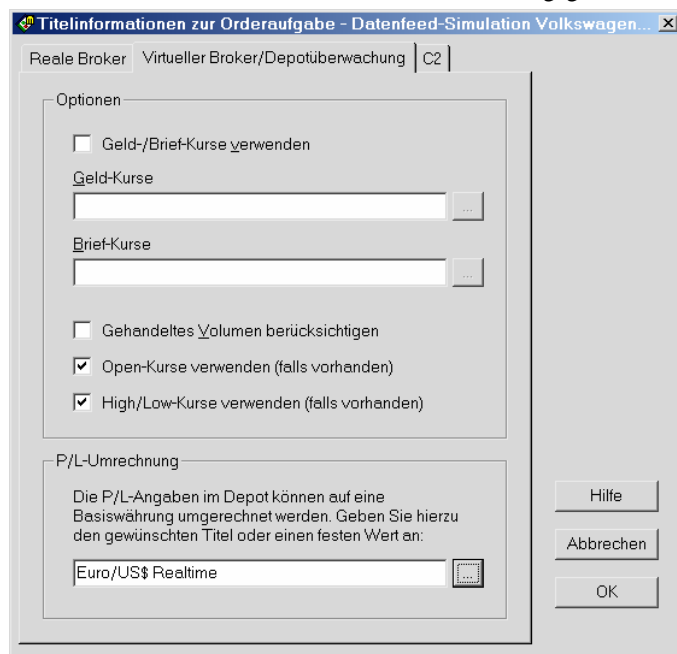 Titelinformationen zur Orderaufgabe - Datenfeed-Simulation Volkswagen...
Reale Broker Virtueller Broker/Depotüberwachung C2
Optionen
Geld-/Brief-Kurse verwenden
Geld-Kurse
...
Brief-Kurse
...
Gehandeltes Volumen berücksichtigen
Open-Kurse verwenden (falls vorhanden)
High/Low-Kurse verwenden (falls vorhanden)
P/L-Umrechnung
Die P/L-Angaben im Depot können auf eine
Basiswährung umgerechnet werden. Geben Sie hierzu
den gewünschten Titel oder einen festen Wert an:
Euro/US$ Realtime ...
Hilfe
Abbrechen
OK